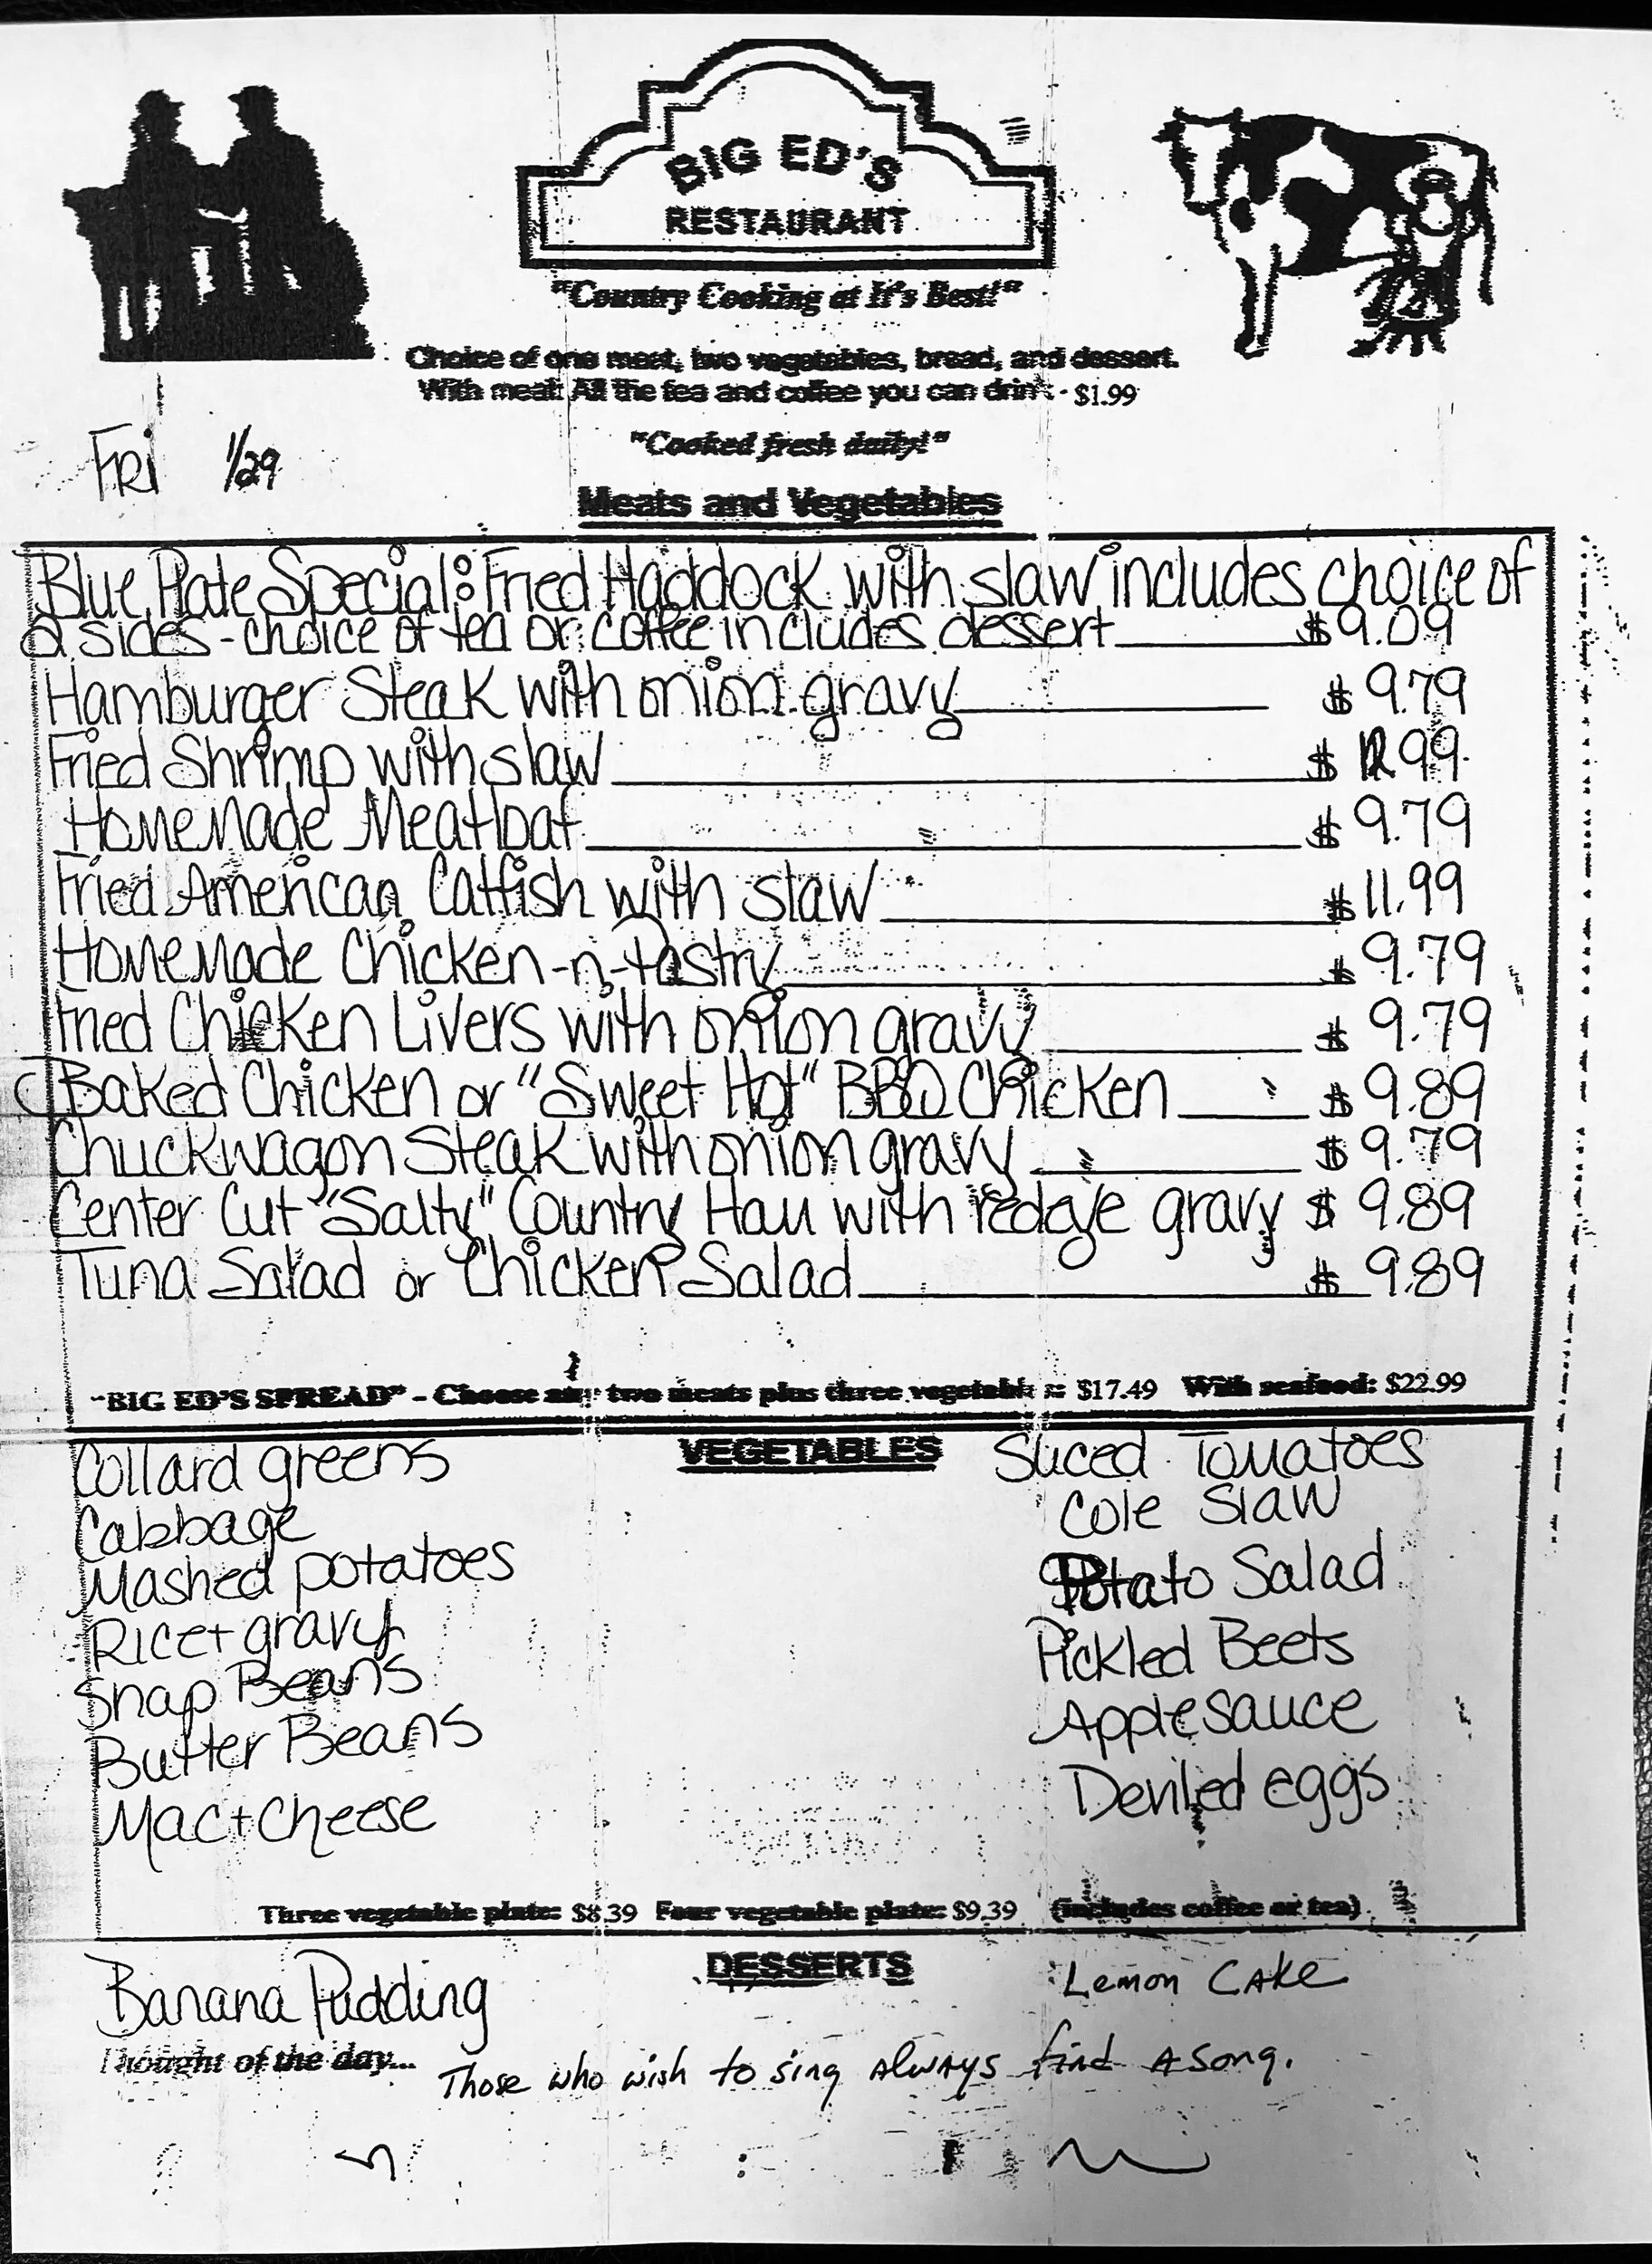 BIG ED'S
RESTAURANT
"Country Cooking at It's Best!"
Choice of one meat, two vegetables, bread, and dessert.
With meal: All the tea and coffee you can drink - $1.99
"Cooked fresh daily!"
FRI 1/29
Meats and Vegetables
Blue Plate Special: Fried Haddock with slaw includes choice of
2 sides - choice of tea or coffee includes dessert $9.09
Hamburger Steak with onion gravy $ 9.79
Fried Shrimp with slaw $ 12.99
Homemade Meatloaf $ 9.79
Fried American Catfish with slaw $11.99
Homemade Chicken-n-Pastry $ 9.79
Fried Chicken Livers with onion gravy $ 9.79
Baked Chicken or "Sweet Hot" BBQ Chicken $ 9.89
Chuckwagon Steak with onion gravy $ 9.79
Center Cut "Salty" Country Ham with redeye gravy $ 9.89
Tuna Salad or Chicken Salad $ 9.89
"BIG ED'S SPREAD" - Choose any two meats plus three vegetables: $17.49 With seafood: $22.99
VEGETABLES
Collard greens
Cabbage
Mashed potatoes
Rice + gravy
Snap Beans
Butter Beans
Mac + Cheese
Sliced Tomatoes
Cole Slaw
Potato Salad
Pickled Beets
Applesauce
Deviled eggs
Three vegetable plate: $8.39 Four vegetable plate: $9.39 (includes coffee or tea)
DESSERTS
Banana Pudding
Lemon Cake
Thought of the day... Those who wish to sing always find a song.